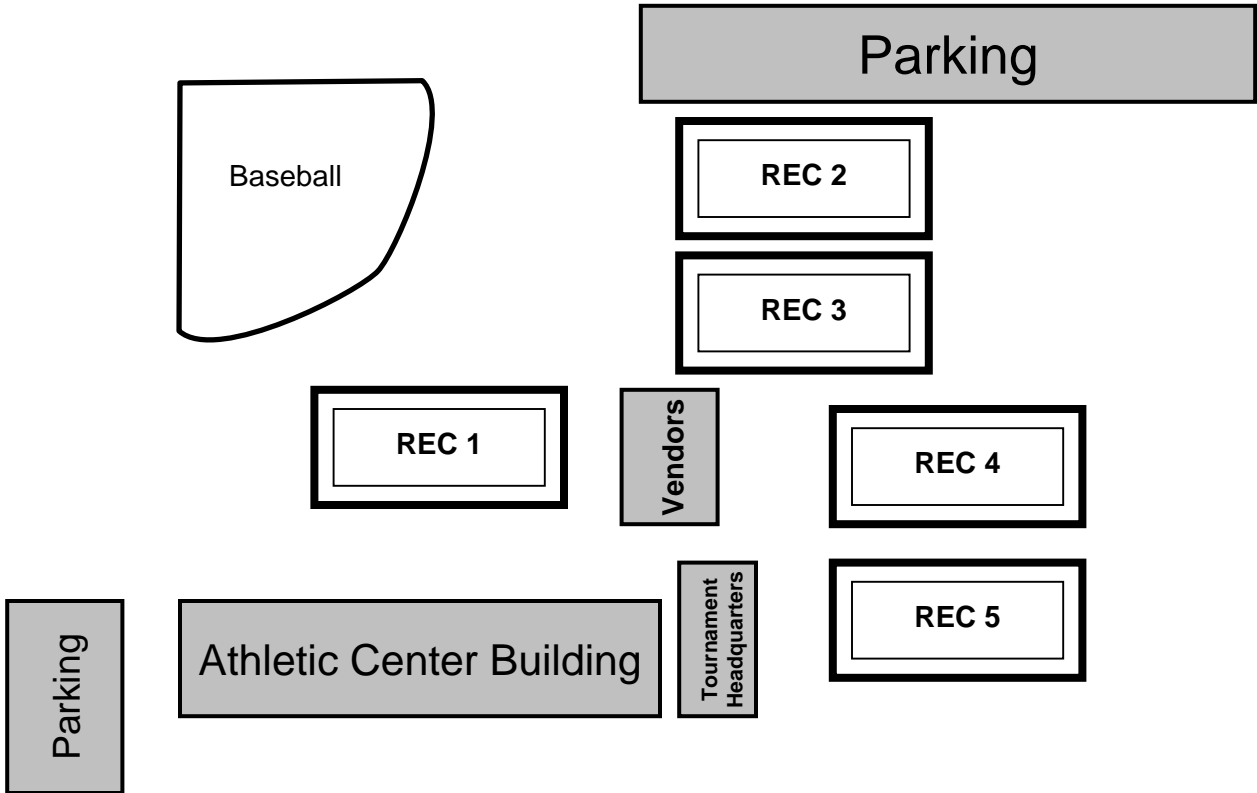 Parking
Baseball
REC 2
REC 3
REC 1
Vendors
REC 4
Tournament
Headquarters
REC 5
Parking
Athletic Center Building